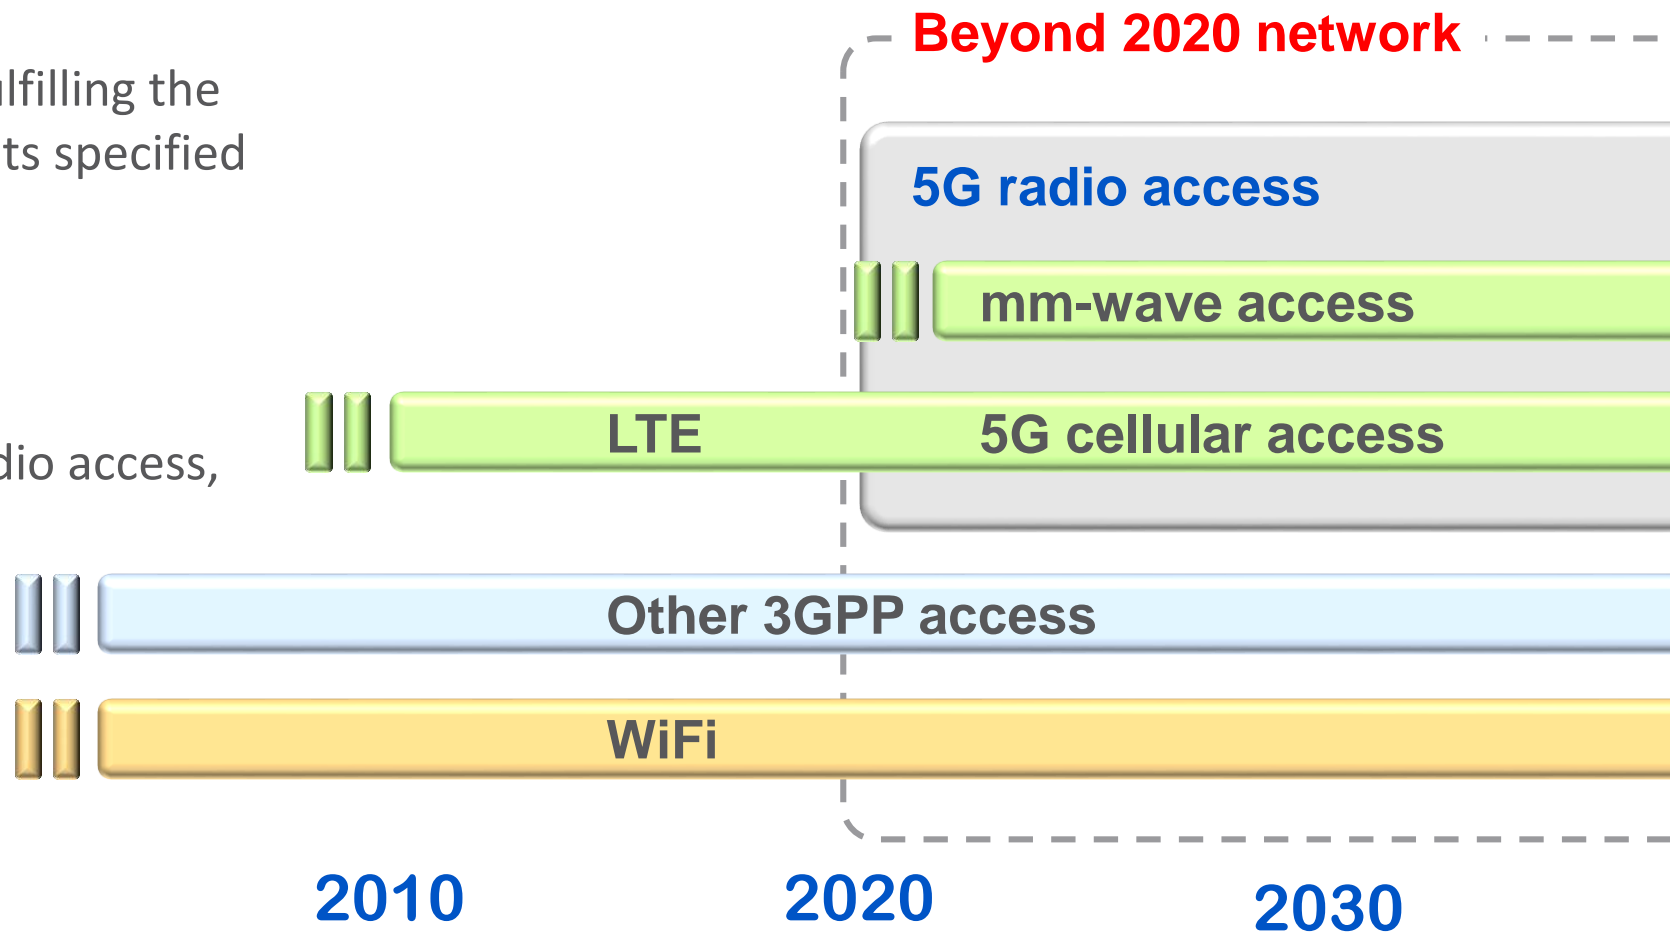 Beyond 2020 network
ulfilling the
ts specified
5G radio access
mm-wave access
LTE 5G cellular access
dio access,
Other 3GPP access
WiFi
2010 2020 2030